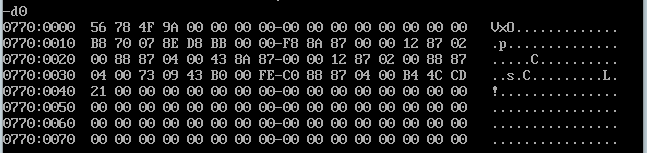 -d0
0770:0000  56 78 4F 9A 00 00 00 00-00 00 00 00 00 00 00 00   VxO.............
0770:0010  B8 70 07 8E D8 BB 00 00-F8 8A 87 00 00 12 87 02   .p..............
0770:0020  00 88 87 04 00 43 8A 87-00 00 12 87 02 00 88 87   .....C..........
0770:0030  04 00 73 09 43 B0 00 FE-C0 88 87 04 00 B4 4C CD   ..s.C.........L.
0770:0040  21 00 00 00 00 00 00 00-00 00 00 00 00 00 00 00   !...............
0770:0050  00 00 00 00 00 00 00 00-00 00 00 00 00 00 00 00   ................
0770:0060  00 00 00 00 00 00 00 00-00 00 00 00 00 00 00 00   ................
0770:0070  00 00 00 00 00 00 00 00-00 00 00 00 00 00 00 00   ................